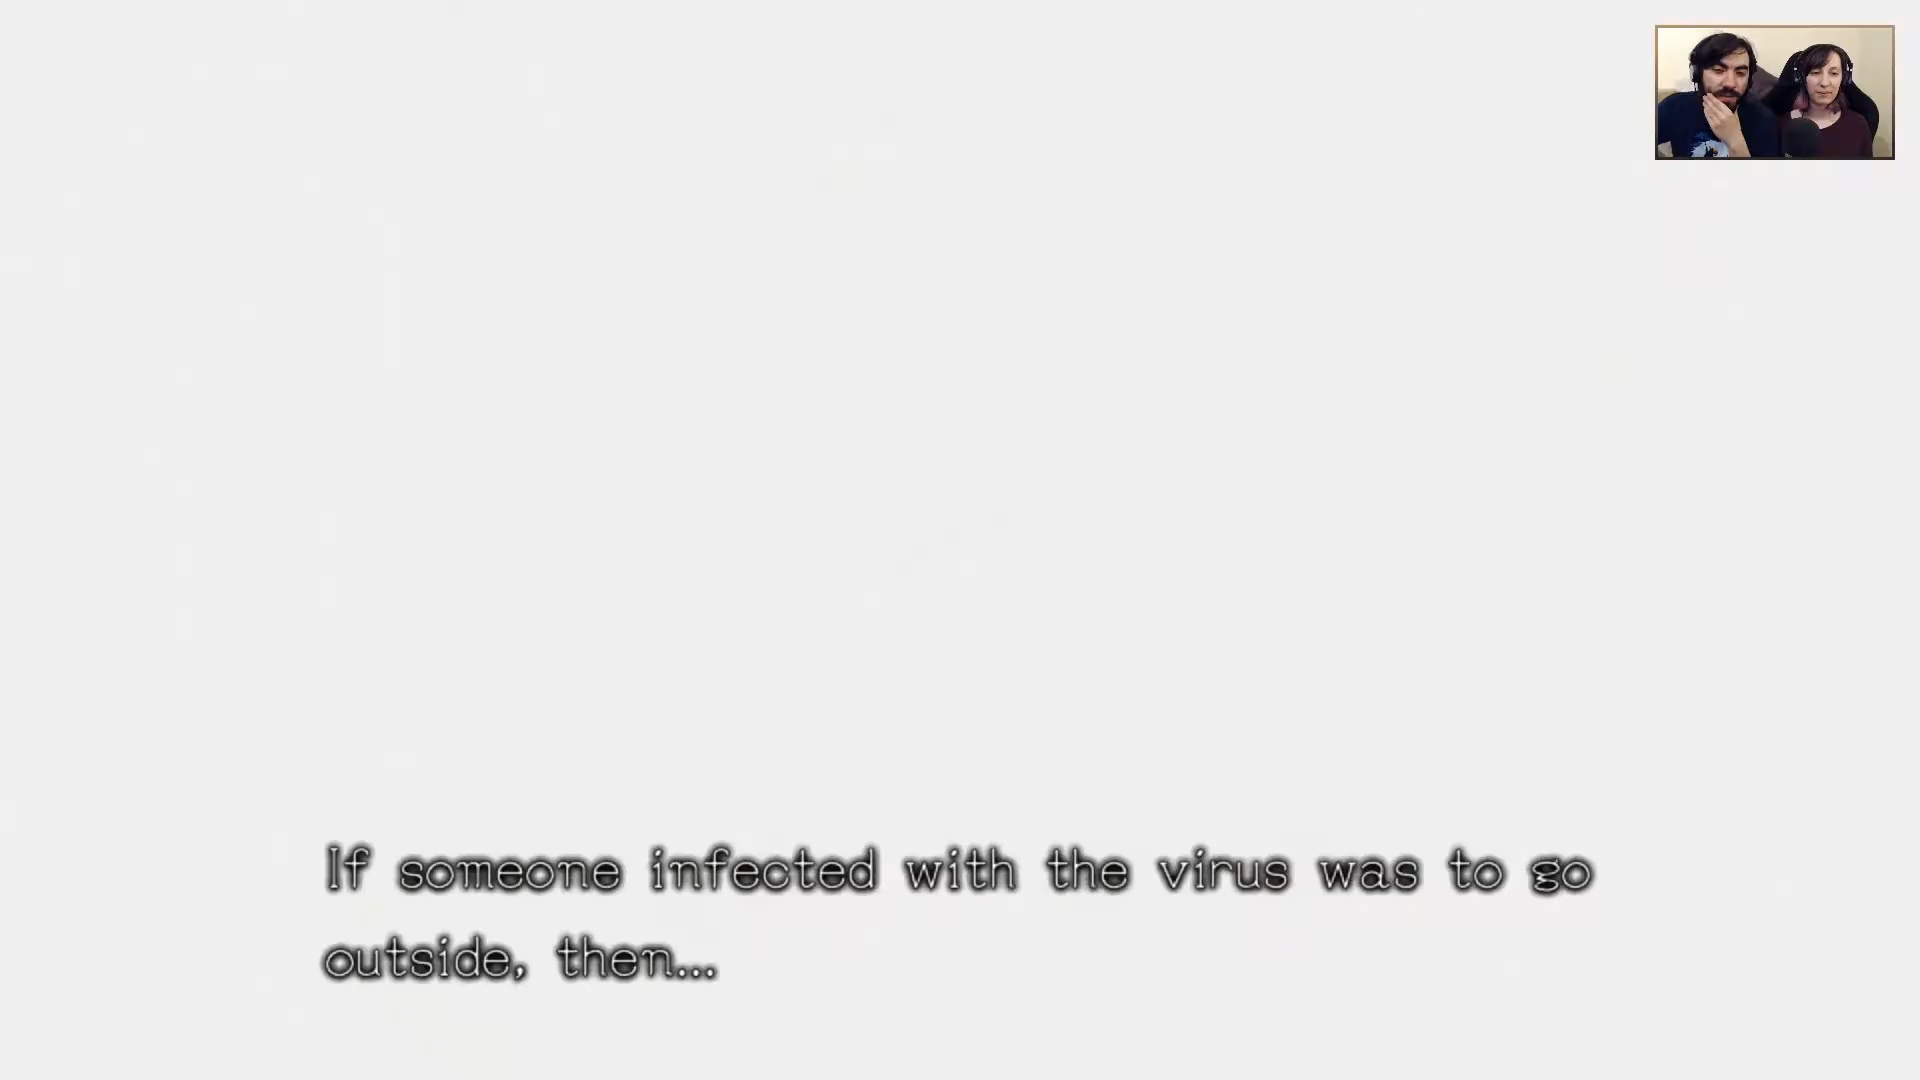 If someone infected with the virus was to go
outside, then...